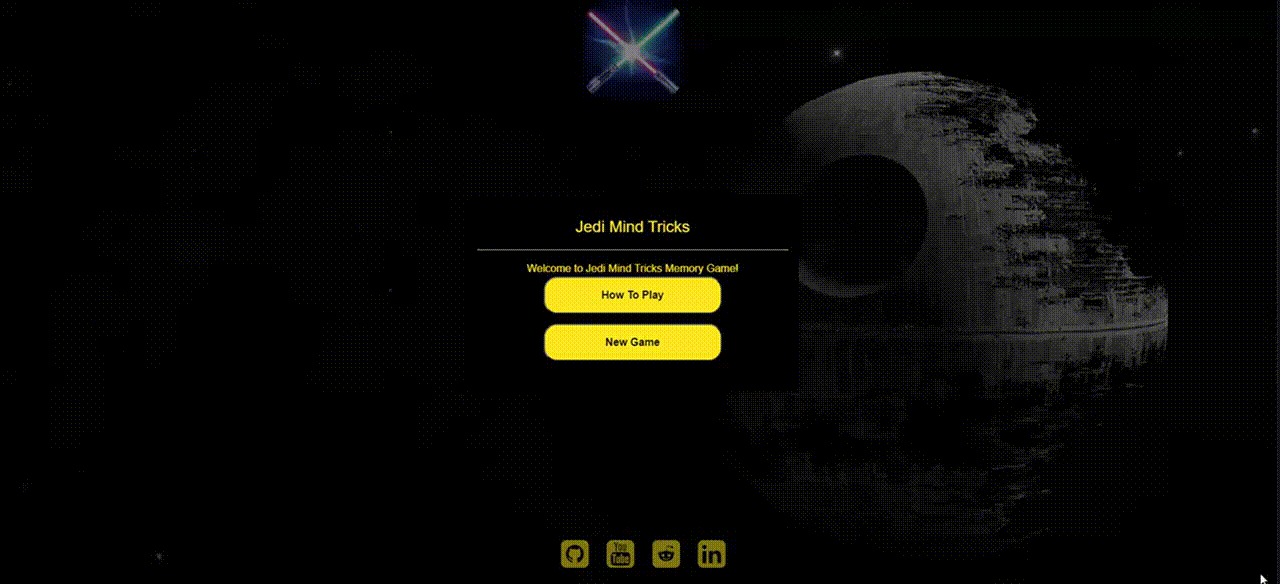 Jedi Mind Tricks
Welcome to Jedi Mind Tricks Memory Game!
How To Play
New Game
You
Tube
in